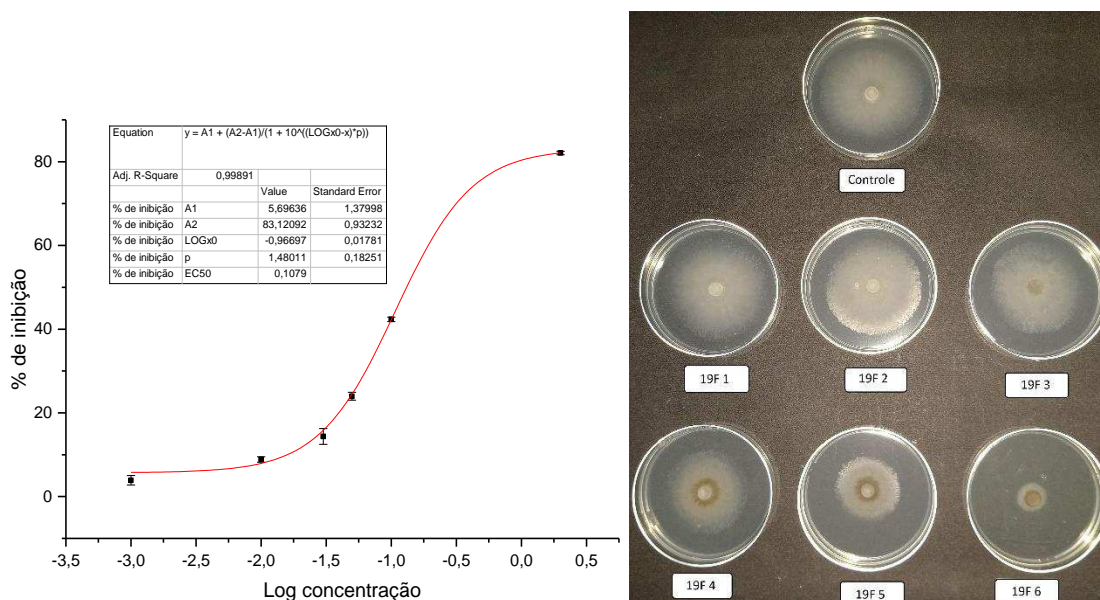 Equation y = A1 + (A2-A1)/(1 + 10^((LOGx0-x)*p))
Adj. R-Square 0,99891
Value Standard Error
% de inibição A1 5,69636 1,37998
% de inibição A2 83,12092 0,93232
% de inibição LOGx0 -0,96697 0,01781
% de inibição p 1,48011 0,18251
% de inibição EC50 0,1079
80
60
40
20
0
% de inibição
-3,5 -3,0 -2,5 -2,0 -1,5 -1,0 -0,5 0,0 0,5
Log concentração
Controle
19F 1 19F 2 19F 3
19F 4 19F 5 19F 6